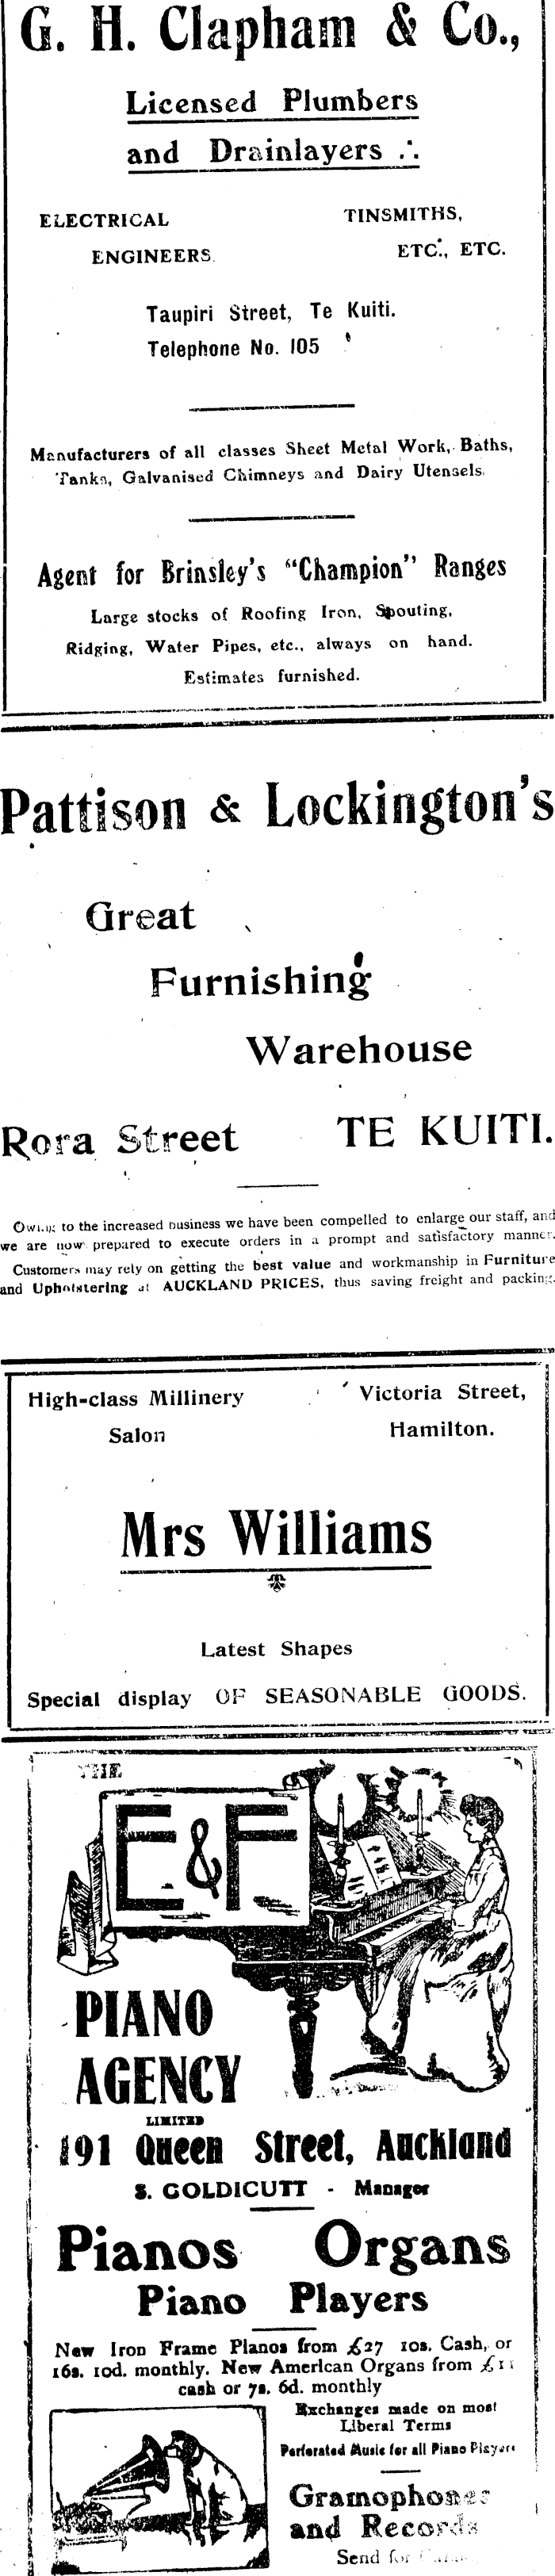 G. H. Clapham & Co.,
Licensed Plumbers
and Drainlayers
ELECTRICAL ENGINEERS
TINSMITHS, ETC., ETC.
Taupiri Street, Te Kuiti.
Telephone No. 105
Manufacturers of all classes Sheet Metal Work, Baths,
Tanks, Galvanised Chimneys and Dairy Utensels.
Agent for Brinsley's "Champion" Ranges
Large stocks of Roofing Iron, Spouting,
Ridging, Water Pipes, etc., always on hand.
Estimates furnished.
Pattison & Lockington's
Great
Furnishing
Warehouse
Rora Street TE KUITI.
Owing to the increased business we have been compelled to enlarge our staff, and
we are now prepared to execute orders in a prompt and satisfactory manner.
Customers may rely on getting the best value and workmanship in Furniture
and Upholstering at AUCKLAND PRICES, thus saving freight and packing.
High-class Millinery
Salon
Victoria Street,
Hamilton.
Mrs Williams
Latest Shapes
Special display OF SEASONABLE GOODS.
THE
E & F
PIANO
AGENCY
LIMITED
191 Queen Street, Auckland
S. GOLDICUTT - Manager
Pianos Organs
Piano Players
New Iron Frame Pianos from £27 10s. Cash, or
16s. 10d. monthly. New American Organs from £11
cash or 7s. 6d. monthly
Exchanges made on most
Liberal Terms
Perforated Music for all Piano Players
Gramophones
and Records
Send for